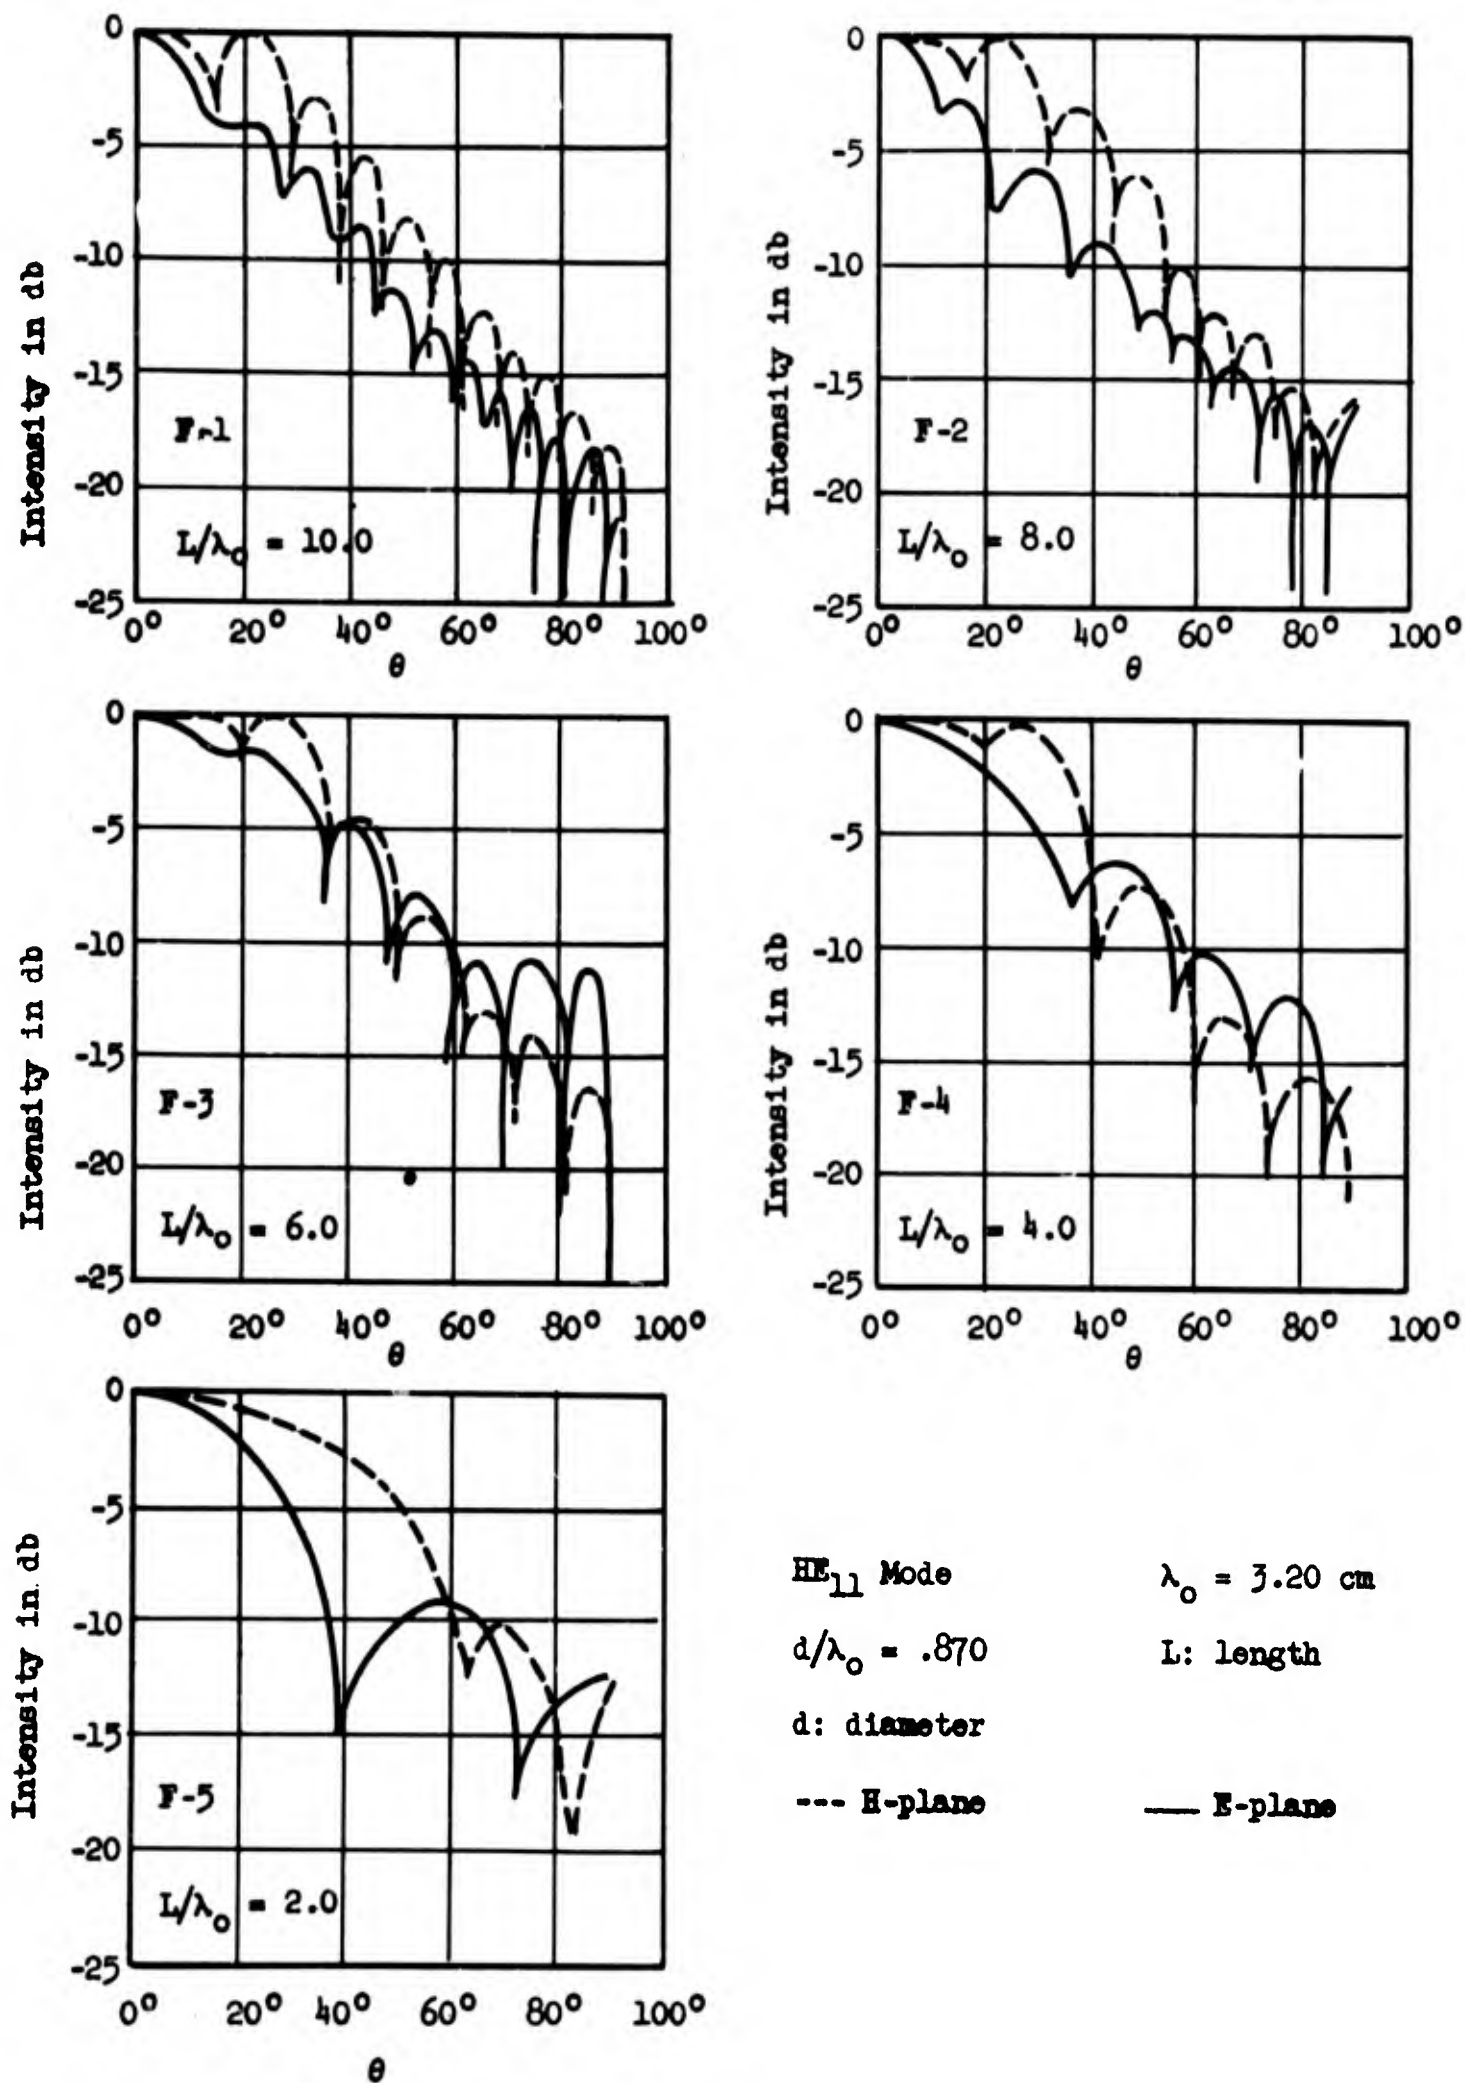 0
-5
-10
-15
-20
-25
Intensity in db
F-1
L/λo = 10.0
0° 20° 40° 60° 80° 100°
θ
0
-5
-10
-15
-20
-25
Intensity in db
F-2
L/λo = 8.0
0° 20° 40° 60° 80° 100°
θ
0
-5
-10
-15
-20
-25
Intensity in db
F-3
L/λo = 6.0
0° 20° 40° 60° 80° 100°
θ
0
-5
-10
-15
-20
-25
Intensity in db
F-4
L/λo = 4.0
0° 20° 40° 60° 80° 100°
θ
0
-5
-10
-15
-20
-25
Intensity in db
F-5
L/λo = 2.0
0° 20° 40° 60° 80° 100°
θ
HE11 Mode
λo = 3.20 cm
d/λo = .870
L: length
d: diameter
--- H-plane
— E-plane